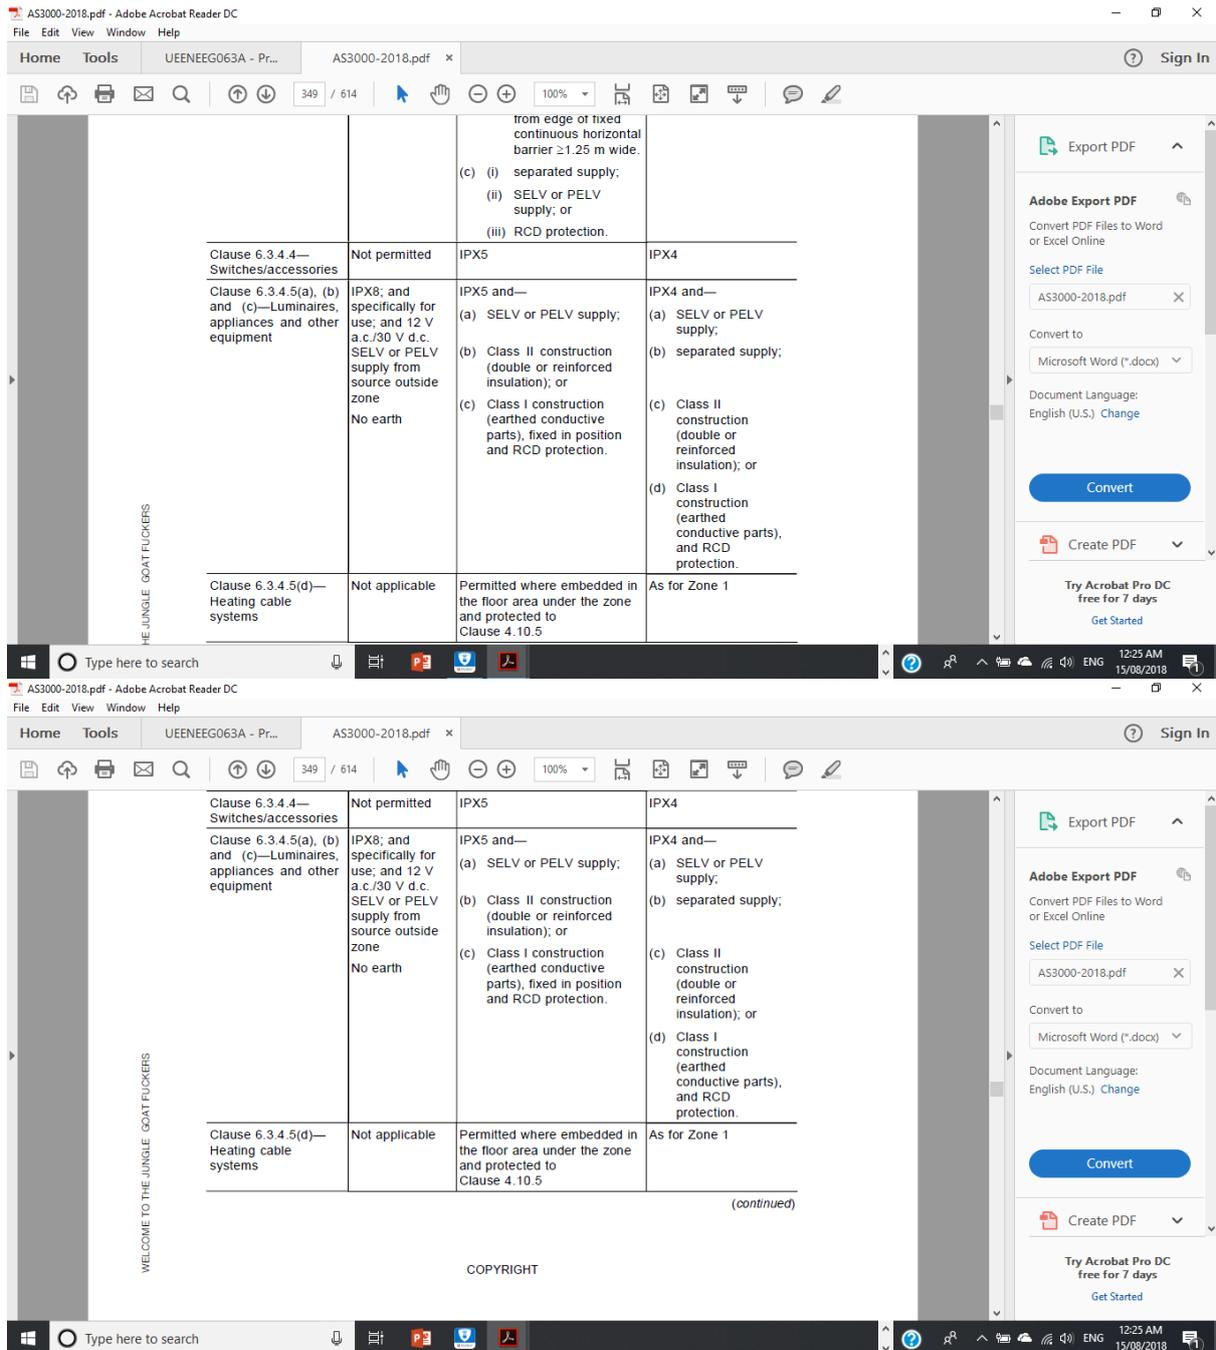 AS3000-2018.pdf - Adobe Acrobat Reader DC
File Edit View Window Help
Home Tools UEENEEG063A - Pr... AS3000-2018.pdf × Sign In
349 / 614 100%
from edge of fixed
continuous horizontal
barrier ≥1.25 m wide.
(c) (i) separated supply;
(ii) SELV or PELV
supply; or
(iii) RCD protection.
Clause 6.3.4.4—
Switches/accessories
Not permitted
IPX5
IPX4
Clause 6.3.4.5(a), (b)
and (c)—Luminaires,
appliances and other
equipment
IPX8; and
specifically for
use; and 12 V
a.c./30 V d.c.
SELV or PELV
supply from
source outside
zone
No earth
IPX5 and—
(a) SELV or PELV supply;
(b) Class II construction
(double or reinforced
insulation); or
(c) Class I construction
(earthed conductive
parts), fixed in position
and RCD protection.
IPX4 and—
(a) SELV or PELV
supply;
(b) separated supply;
(c) Class II
construction
(double or
reinforced
insulation); or
(d) Class I
construction
(earthed
conductive parts),
and RCD
protection.
Clause 6.3.4.5(d)—
Heating cable
systems
Not applicable
Permitted where embedded in
the floor area under the zone
and protected to
Clause 4.10.5
As for Zone 1
HE JUNGLE GOAT FUCKERS
Export PDF
Adobe Export PDF
Convert PDF Files to Word
or Excel Online
Select PDF File
AS3000-2018.pdf
Convert to
Microsoft Word (*.docx)
Document Language:
English (U.S.) Change
Convert
Create PDF
Try Acrobat Pro DC
free for 7 days
Get Started
Type here to search
ENG
12:25 AM
15/08/2018
1
AS3000-2018.pdf - Adobe Acrobat Reader DC
File Edit View Window Help
Home Tools UEENEEG063A - Pr... AS3000-2018.pdf × Sign In
349 / 614 100%
Clause 6.3.4.4—
Switches/accessories
Not permitted
IPX5
IPX4
Clause 6.3.4.5(a), (b)
and (c)—Luminaires,
appliances and other
equipment
IPX8; and
specifically for
use; and 12 V
a.c./30 V d.c.
SELV or PELV
supply from
source outside
zone
No earth
IPX5 and—
(a) SELV or PELV supply;
(b) Class II construction
(double or reinforced
insulation); or
(c) Class I construction
(earthed conductive
parts), fixed in position
and RCD protection.
IPX4 and—
(a) SELV or PELV
supply;
(b) separated supply;
(c) Class II
construction
(double or
reinforced
insulation); or
(d) Class I
construction
(earthed
conductive parts),
and RCD
protection.
Clause 6.3.4.5(d)—
Heating cable
systems
Not applicable
Permitted where embedded in
the floor area under the zone
and protected to
Clause 4.10.5
As for Zone 1
(continued)
COPYRIGHT
WELCOME TO THE JUNGLE GOAT FUCKERS
Export PDF
Adobe Export PDF
Convert PDF Files to Word
or Excel Online
Select PDF File
AS3000-2018.pdf
Convert to
Microsoft Word (*.docx)
Document Language:
English (U.S.) Change
Convert
Create PDF
Try Acrobat Pro DC
free for 7 days
Get Started
Type here to search
ENG
12:25 AM
15/08/2018
1